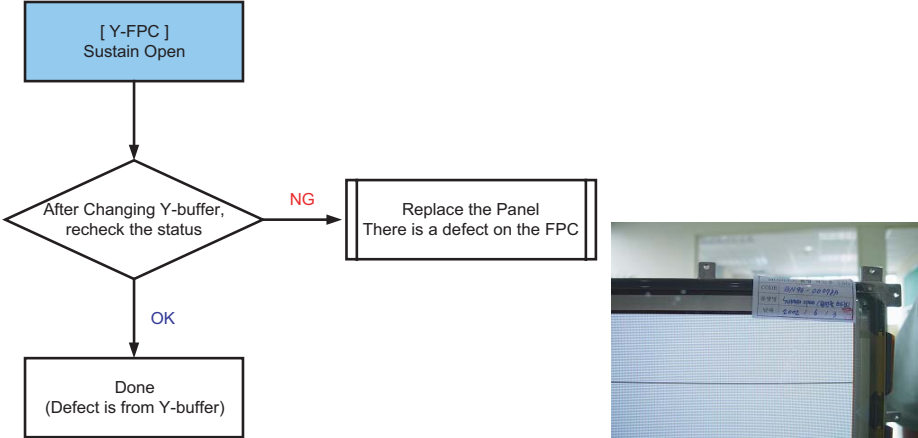 [ Y-FPC ]
Sustain Open
After Changing Y-buffer,
recheck the status
NG
Replace the Panel
There is a defect on the FPC
OK
Done
(Defect is from Y-buffer)
CODE